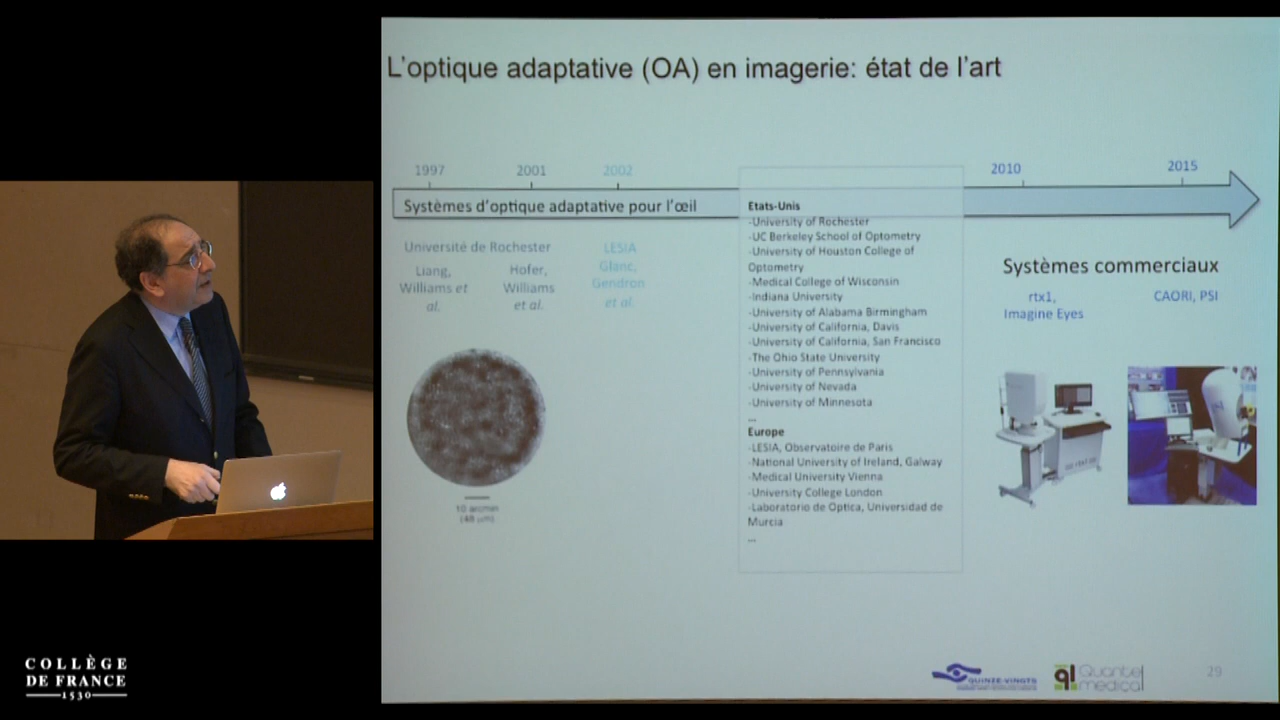 L'optique adaptative (OA) en imagerie: état de l'art
1997
2001
2002
2010
2015
Systèmes d'optique adaptative pour l'œil
Université de Rochester
Liang,
Williams et
al.
Hofer,
Williams
et al.
LESIA
Glanc,
Gendron
et al.
10 arcmin
(48 um)
Etats-Unis
-University of Rochester
-UC Berkeley School of Optometry
-University of Houston College of
Optometry
-Medical College of Wisconsin
-Indiana University
-University of Alabama Birmingham
-University of California, Davis
-University of California, San Francisco
-The Ohio State University
-University of Pennsylvania
-University of Nevada
-University of Minnesota
...
Europe
-LESIA, Observatoire de Paris
-National University of Ireland, Galway
-Medical University Vienna
-University College London
-Laboratorio de Optica, Universidad de
Murcia
...
Systèmes commerciaux
rtx1,
Imagine Eyes
CAORI, PSI
QUINZE-VINGTS
Quantel
medical
29
COLLÈGE
DE FRANCE
1530